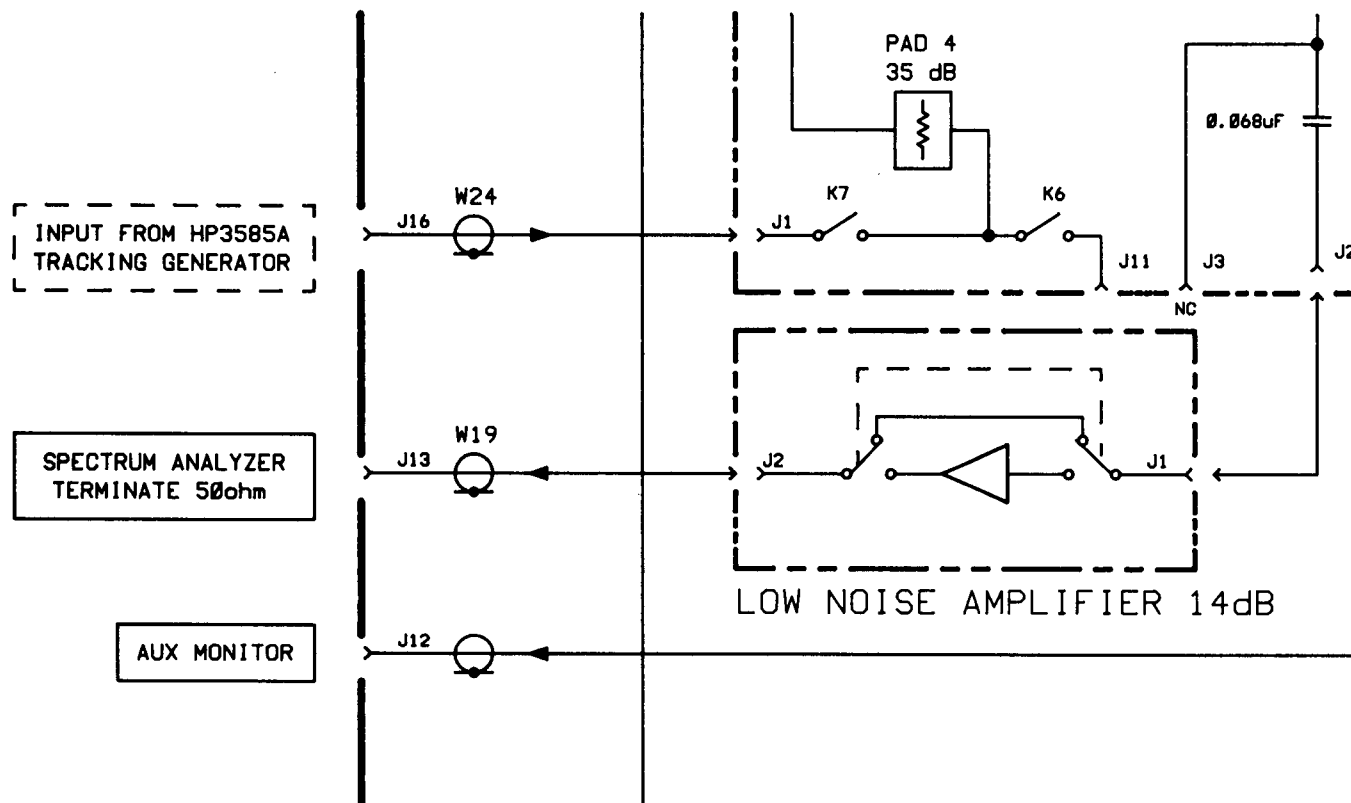 PAD 4
35 dB
0.068uF
W24
K7
K6
INPUT FROM HP3585A
TRACKING GENERATOR
J16
J1
J11
J3
J2
NC
W19
SPECTRUM ANALYZER
TERMINATE 50ohm
J13
J2
J1
LOW NOISE AMPLIFIER 14dB
AUX MONITOR
J12